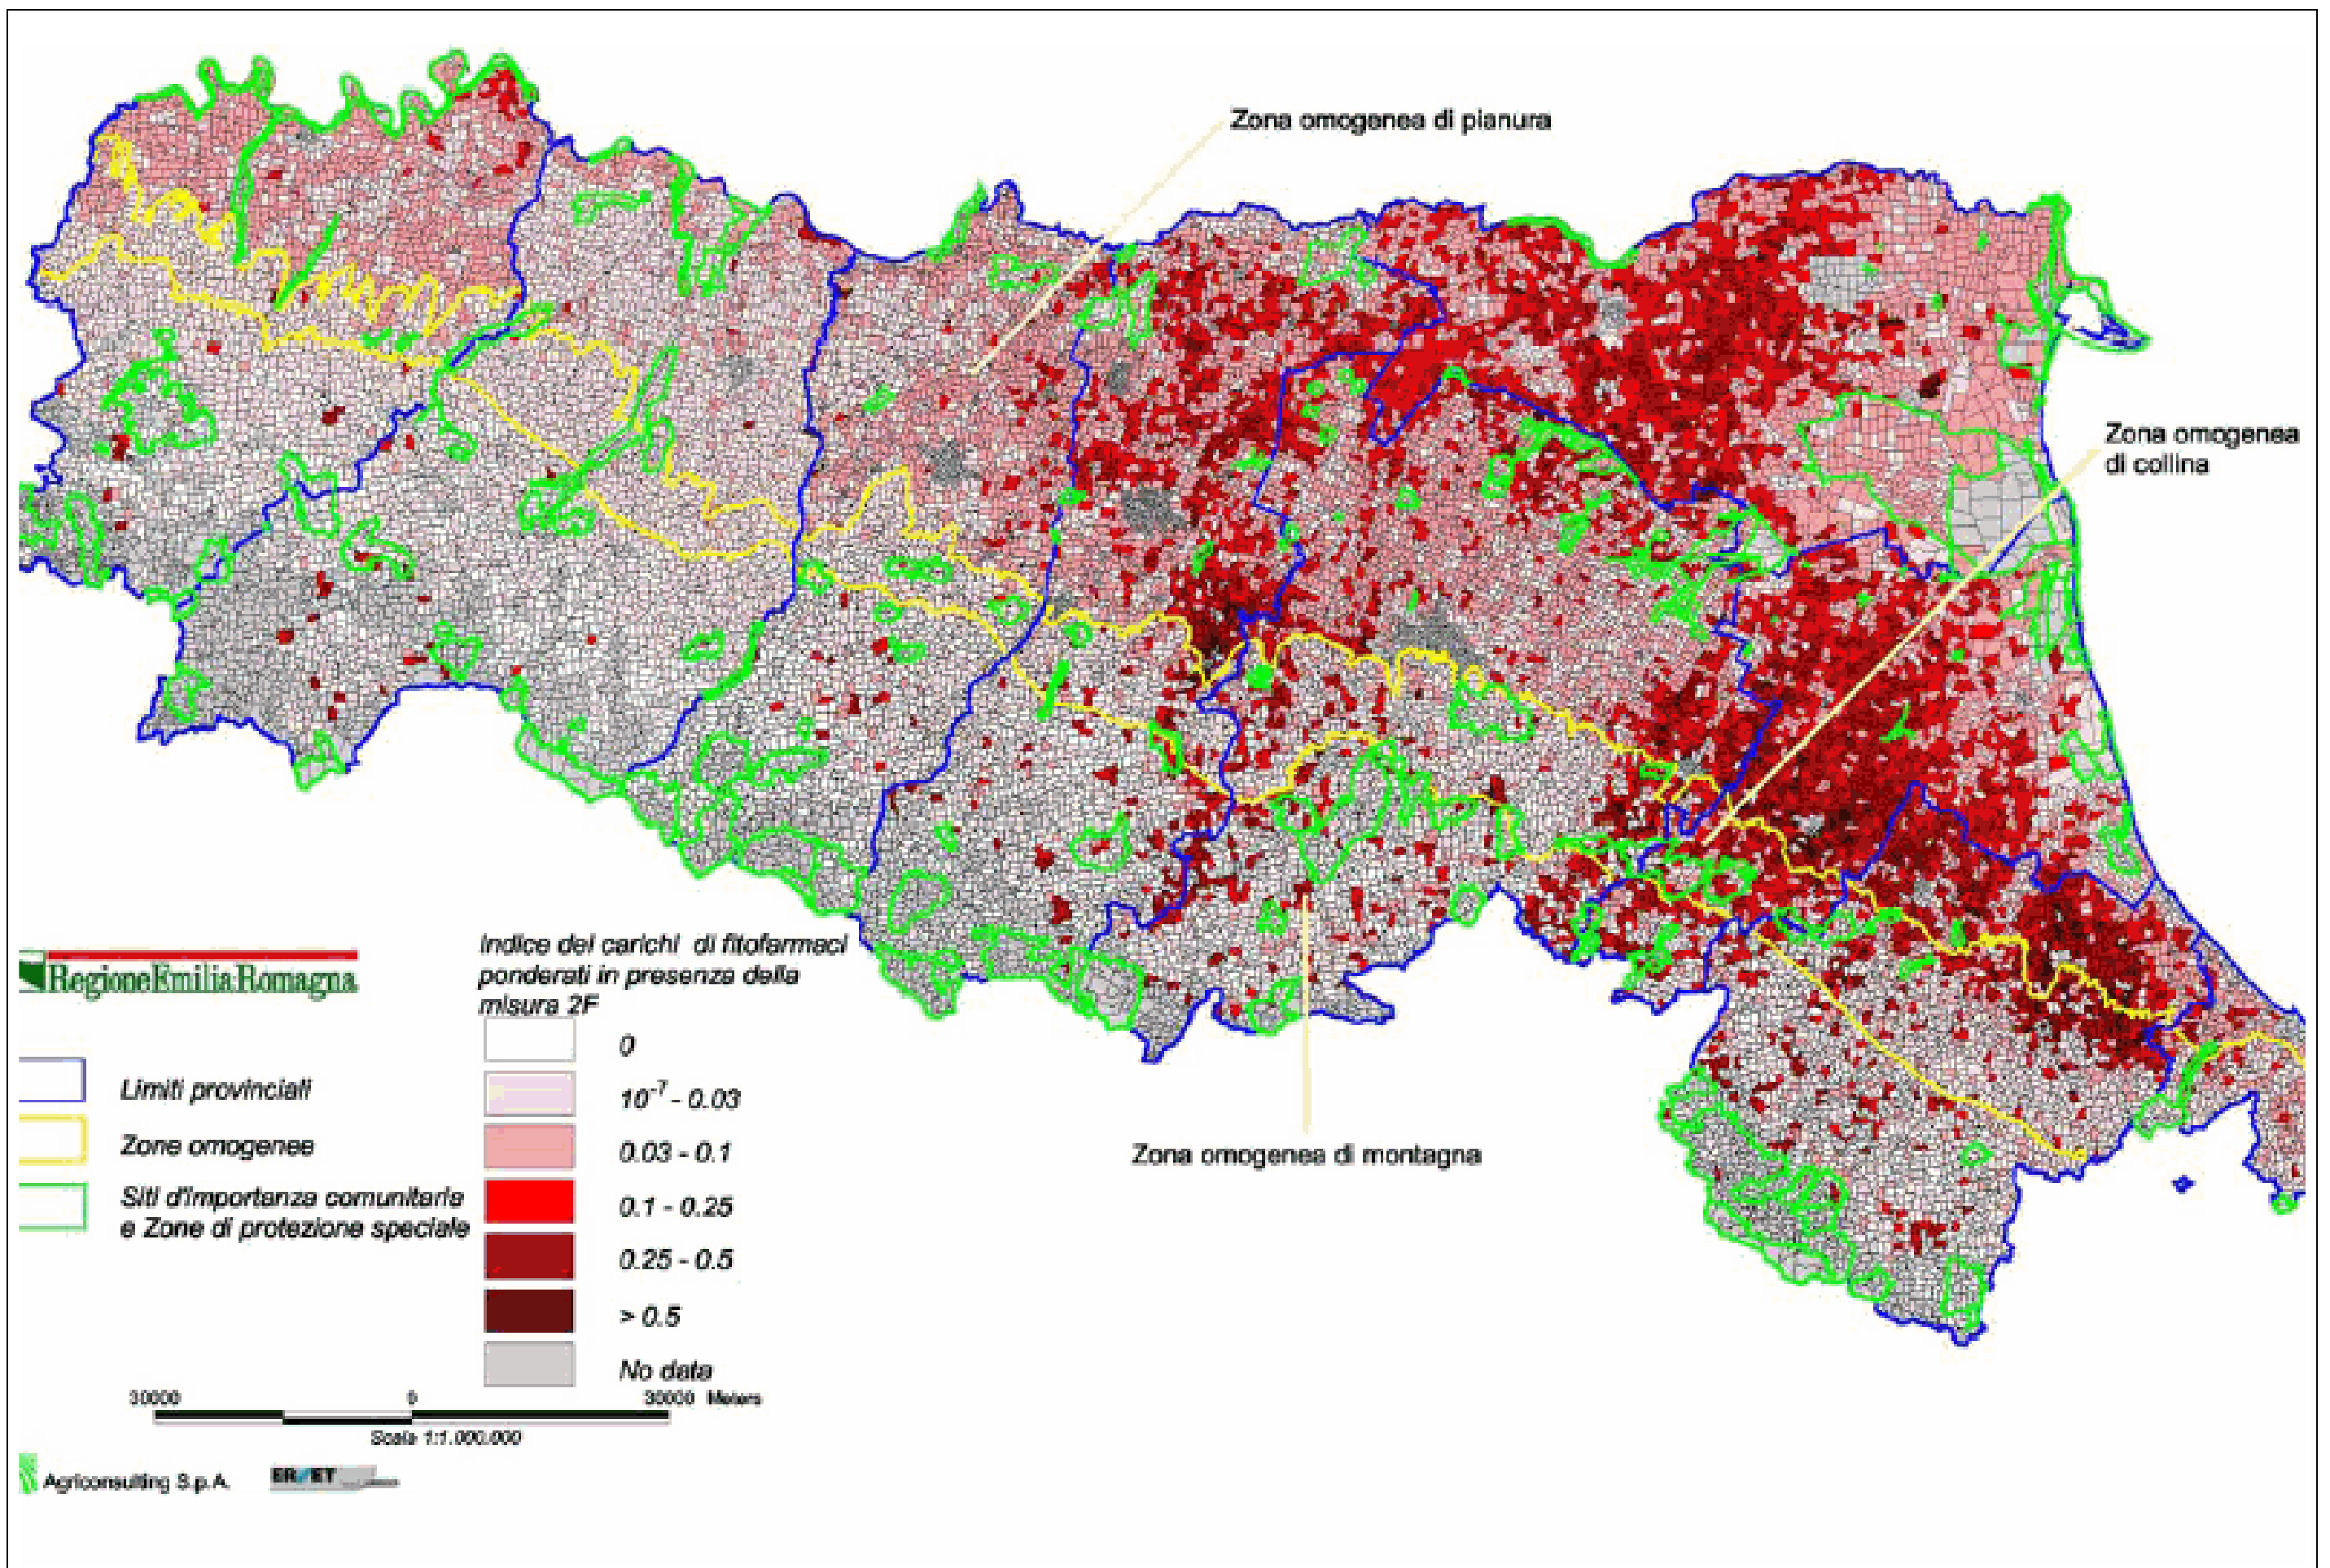 Zona omogenea di pianura
Zona omogenea
di collina
Zona omogenea di montagna
RegioneEmiliaRomagna
Limiti provinciali
Zone omogenee
Siti d'importanza comunitaria
e Zone di protezione speciale
Indice dei carichi di fitofarmaci
ponderati in presenza della
misura 2F
0
10⁻⁷ - 0.03
0.03 - 0.1
0.1 - 0.25
0.25 - 0.5
> 0.5
No data
30000 0 30000 Meters
Scala 1:1.000.000
Agriconsulting S.p.A.